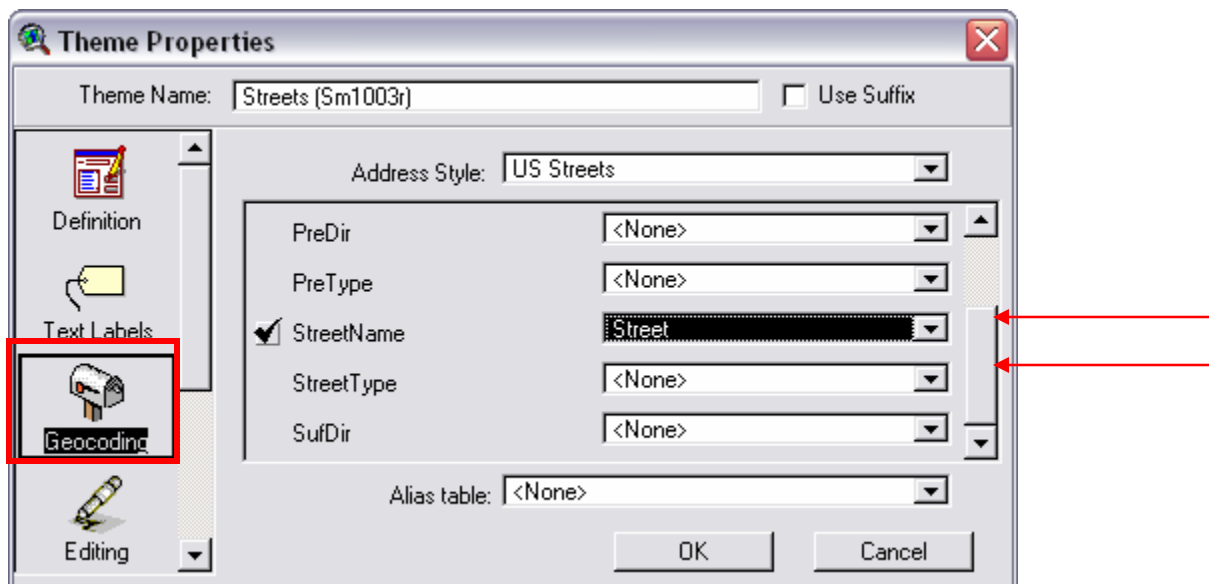 Theme Properties
Theme Name: Streets (Sm1003r) Use Suffix
Address Style: US Streets
Definition
PreDir <None>
PreType <None>
Text Labels
StreetName Street
StreetType <None>
Geocoding
SufDir <None>
Alias table: <None>
Editing
OK Cancel